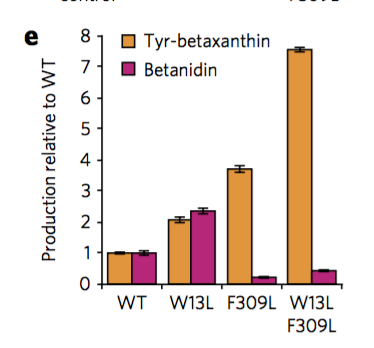 e
8
7
6
5
4
3
2
1
0
Production relative to WT
Tyr-betaxanthin
Betanidin
WT
W13L
F309L
W13L
F309L